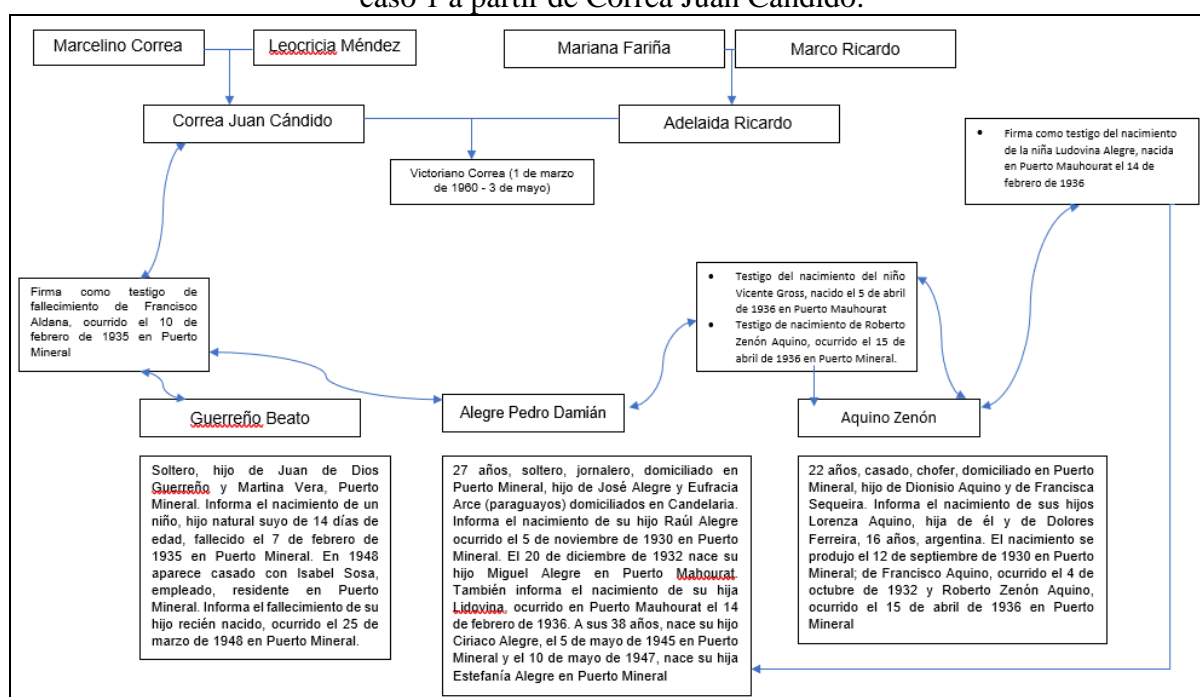 caso 1 a partir de Correa Juan Cándido.
Marcelino Correa
Leocricia Méndez
Mariana Fariña
Marco Ricardo
Correa Juan Cándido
Adelaida Ricardo
Victoriano Correa (1 de marzo
de 1960 - 3 de mayo)
• Firma como testigo del nacimiento
de la niña Ludovina Alegre, nacida
en Puerto Mauhourat el 14 de
febrero de 1936
Firma como testigo de
fallecimiento de Francisco
Aldana, ocurrido el 10 de
febrero de 1935 en Puerto
Mineral
• Testigo del nacimiento del niño
Vicente Gross, nacido el 5 de abril
de 1936 en Puerto Mauhourat
• Testigo de nacimiento de Roberto
Zenón Aquino, ocurrido el 15 de
abril de 1936 en Puerto Mineral.
Guerreño Beato
Alegre Pedro Damián
Aquino Zenón
Soltero, hijo de Juan de Dios
Guerreño y Martina Vera, Puerto
Mineral. Informa el nacimiento de un
niño, hijo natural suyo de 14 días de
edad, fallecido el 7 de febrero de
1935 en Puerto Mineral. En 1948
aparece casado con Isabel Sosa,
empleado, residente en Puerto
Mineral. Informa el fallecimiento de su
hijo recién nacido, ocurrido el 25 de
marzo de 1948 en Puerto Mineral.
27 años, soltero, jornalero, domiciliado en
Puerto Mineral, hijo de José Alegre y Eufracia
Arce (paraguayos) domiciliados en Candelaria.
Informa el nacimiento de su hijo Raúl Alegre
ocurrido el 5 de noviembre de 1930 en Puerto
Mineral. El 20 de diciembre de 1932 nace su
hijo Miguel Alegre en Puerto Mahourat.
También informa el nacimiento de su hija
Lidovina, ocurrido en Puerto Mauhourat el 14
de febrero de 1936. A sus 38 años, nace su hijo
Ciriaco Alegre, el 5 de mayo de 1945 en Puerto
Mineral y el 10 de mayo de 1947, nace su hija
Estefanía Alegre en Puerto Mineral
22 años, casado, chofer, domiciliado en Puerto
Mineral, hijo de Dionisio Aquino y de Francisca
Sequeira. Informa el nacimiento de sus hijos
Lorenza Aquino, hija de él y de Dolores
Ferreira, 16 años, argentina. El nacimiento se
produjo el 12 de septiembre de 1930 en Puerto
Mineral; de Francisco Aquino, ocurrido el 4 de
octubre de 1932 y Roberto Zenón Aquino,
ocurrido el 15 de abril de 1936 en Puerto
Mineral